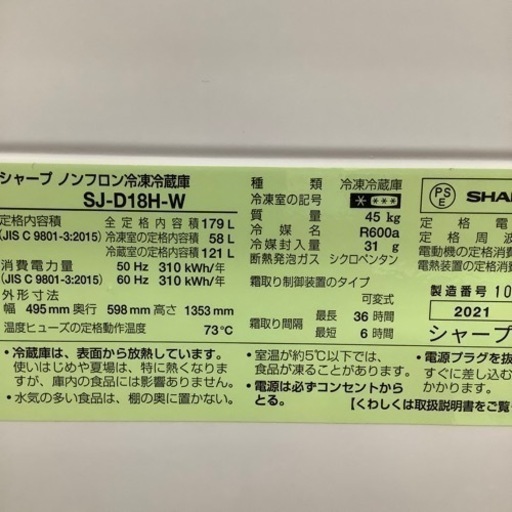 シャープ ノンフロン冷凍冷蔵庫
SJ-D18H-W
定格内容積
(JIS C 9801-3:2015)
全定格内容積 179 L
冷凍室の定格内容積 58 L
冷蔵室の定格内容積 121 L
消費電力量
(JIS C 9801-3:2015)
50 Hz 310 kWh/年
60 Hz 310 kWh/年
外形寸法
幅 495mm 奥行 598mm 高さ 1353mm
温度ヒューズの定格動作温度 73℃
種類 冷凍冷蔵庫
冷凍室の記号 ****
質量 45 kg
冷媒名 R600a
冷媒封入量 31 g
断熱発泡ガス シクロペンタン
霜取り制御装置のタイプ
可変式
霜取り間隔 最長 36 時間
最短 6 時間
PS
E
SHA
定格電
定格周波
電動機の定格消費
電熱装置の定格消費
製造番号 10
2021
シャープ
・冷蔵庫は、表面から放熱しています。
使いはじめや夏場は、特に熱くなりま
すが、庫内の食品には影響ありません。
・水気の多い食品は、棚の奥に置かない。
・室温が約5℃以下では、
食品が凍ることがあります。
・電源は必ずコンセントから
とる。
・電源プラグを抜
すぐに差し込む
かかり
【くわしくは取扱説明書をご覧